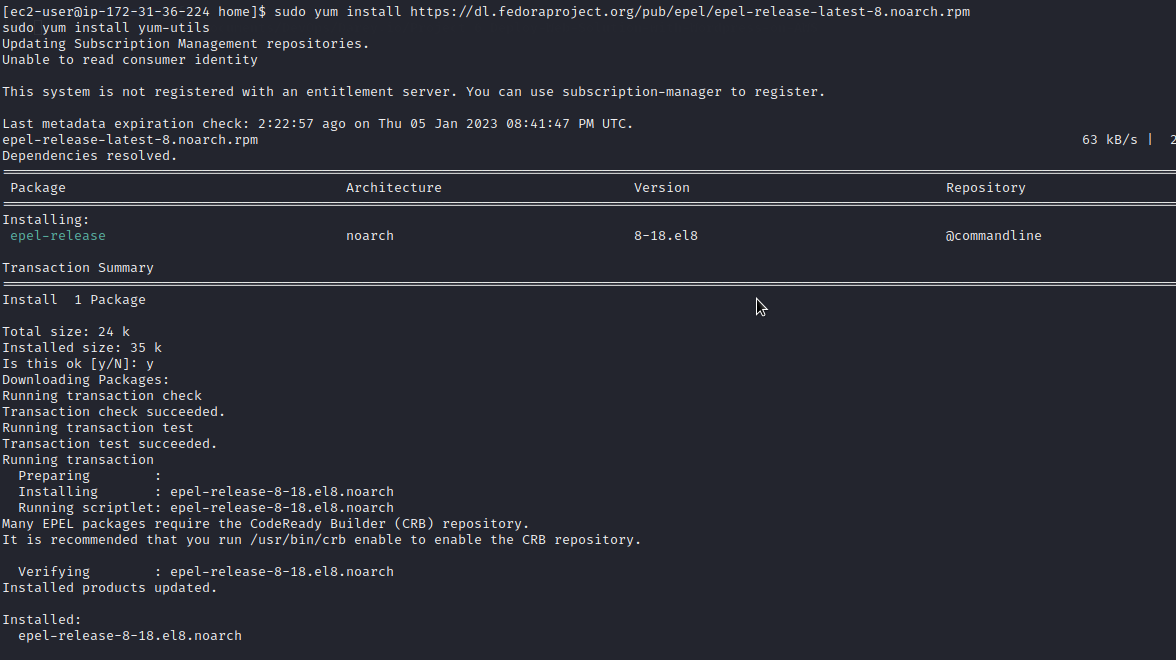 [ec2-user@ip-172-31-36-224 home]$ sudo yum install https://dl.fedoraproject.org/pub/epel/epel-release-latest-8.noarch.rpm
sudo yum install yum-utils
Updating Subscription Management repositories.
Unable to read consumer identity
This system is not registered with an entitlement server. You can use subscription-manager to register.
Last metadata expiration check: 2:22:57 ago on Thu 05 Jan 2023 08:41:47 PM UTC.
epel-release-latest-8.noarch.rpm 63 kB/s | 2
Dependencies resolved.
Package Architecture Version Repository
Installing:
epel-release noarch 8-18.el8 @commandline
Transaction Summary
Install 1 Package
Total size: 24 k
Installed size: 35 k
Is this ok [y/N]: y
Downloading Packages:
Running transaction check
Transaction check succeeded.
Running transaction test
Transaction test succeeded.
Running transaction
Preparing :
Installing : epel-release-8-18.el8.noarch
Running scriptlet: epel-release-8-18.el8.noarch
Many EPEL packages require the CodeReady Builder (CRB) repository.
It is recommended that you run /usr/bin/crb enable to enable the CRB repository.
Verifying : epel-release-8-18.el8.noarch
Installed products updated.
Installed:
epel-release-8-18.el8.noarch